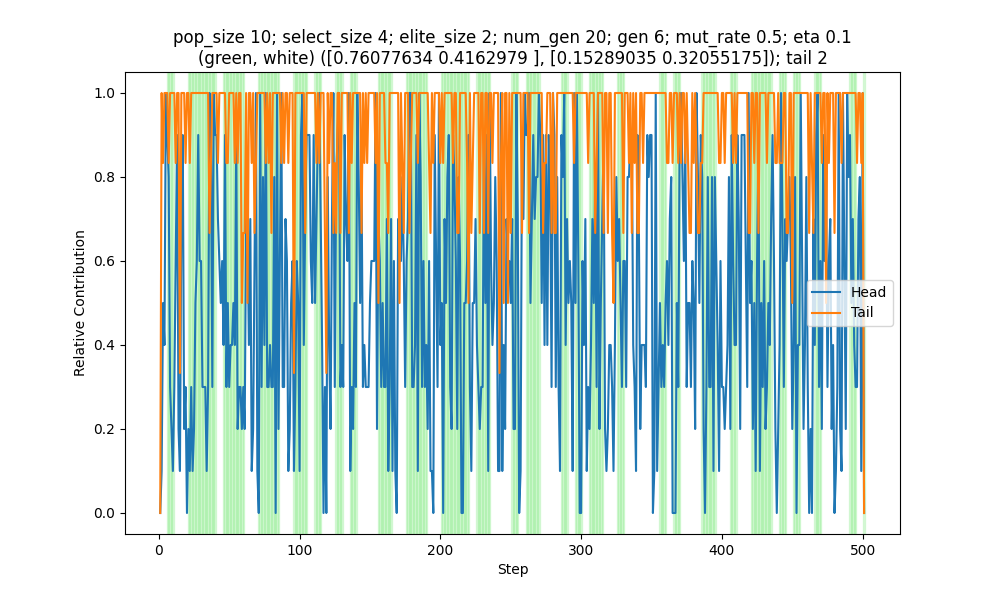 pop_size 10; select_size 4; elite_size 2; num_gen 20; gen 6; mut_rate 0.5; eta 0.1
(green, white) ([0.76077634 0.4162979 ], [0.15289035 0.32055175]); tail 2
Relative Contribution
1.0
0.8
0.6
0.4
0.2
0.0
Head
Tail
0
100
200
300
400
500
Step